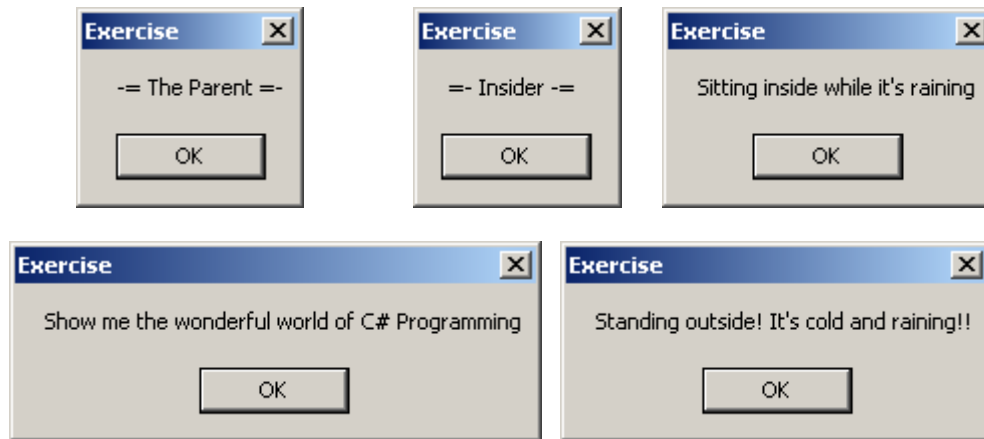 Exercise
-= The Parent =-
OK
Exercise
=- Insider -=
OK
Exercise
Sitting inside while it's raining
OK
Exercise
Show me the wonderful world of C# Programming
OK
Exercise
Standing outside! It's cold and raining!!
OK